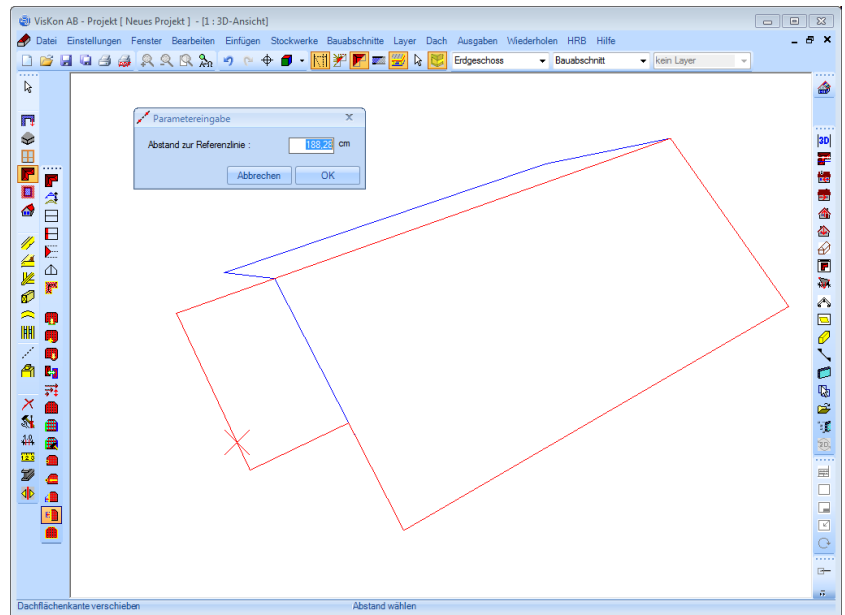 VisKon AB - Projekt [ Neues Projekt ] - [1 : 3D-Ansicht]
Datei Einstellungen Fenster Bearbeiten Einfügen Stockwerke Bauabschnitte Layer Dach Ausgaben Wiederholen HRB Hilfe
Erdgeschoss Bauabschnitt kein Layer
Parametereingabe
Abstand zur Referenzlinie : 188,28 cm
Abbrechen OK
3D
Dachflächenkante verschieben Abstand wählen